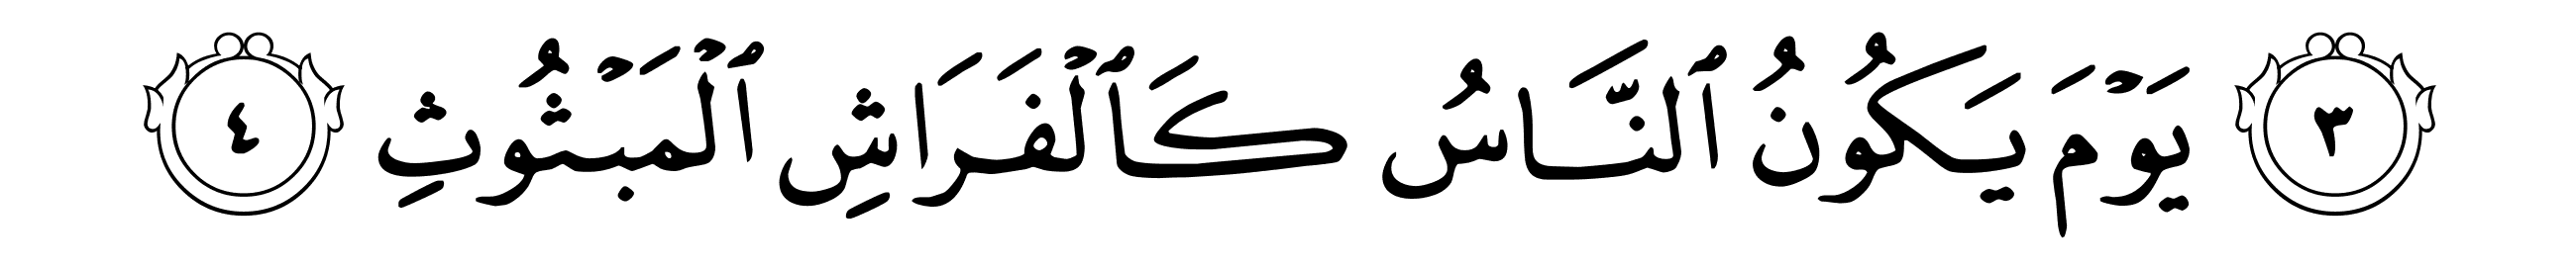 ٣ يَوۡمَ يَكُونُ ٱلنَّاسُ كَٱلۡفَرَاشِ ٱلۡمَبۡثُوثِ ٤